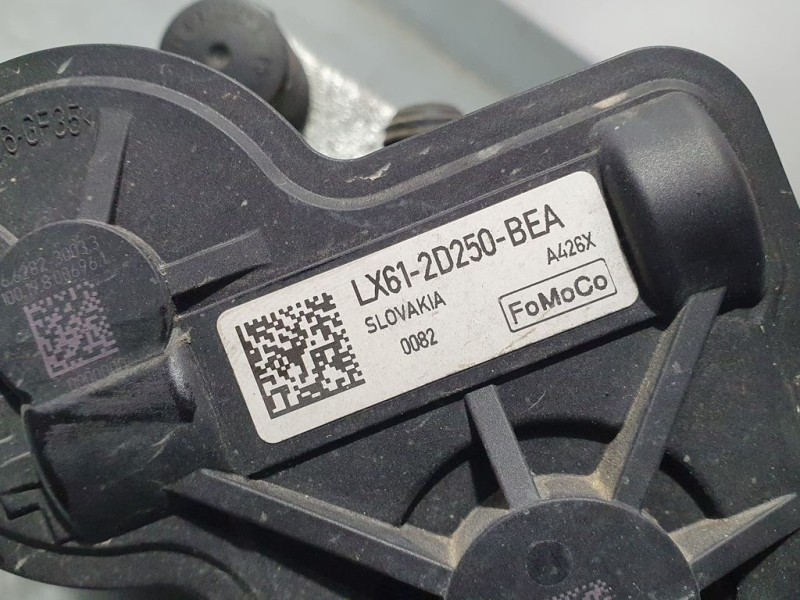 LX61-2D250-BEA
SLOVAKIA
A426X
0082
FoMoCo